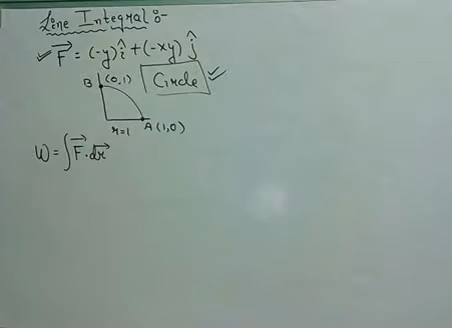 Line Integral :-
✓ F⃗ = (-y)î + (-xy) ĵ
Circle ✓
B (0,1)
r=1 A (1,0)
W = ∫F⃗.dr⃗